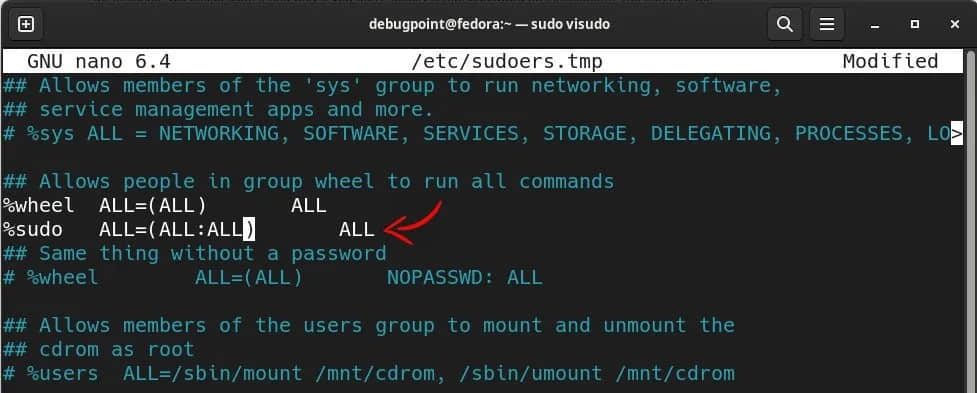 debugpoint@fedora:~ — sudo visudo
GNU nano 6.4 /etc/sudoers.tmp Modified
## Allows members of the 'sys' group to run networking, software,
## service management apps and more.
# %sys ALL = NETWORKING, SOFTWARE, SERVICES, STORAGE, DELEGATING, PROCESSES, LO>
## Allows people in group wheel to run all commands
%wheel ALL=(ALL) ALL
%sudo ALL=(ALL:ALL) ALL
## Same thing without a password
# %wheel ALL=(ALL) NOPASSWD: ALL
## Allows members of the users group to mount and unmount the
## cdrom as root
# %users ALL=/sbin/mount /mnt/cdrom, /sbin/umount /mnt/cdrom